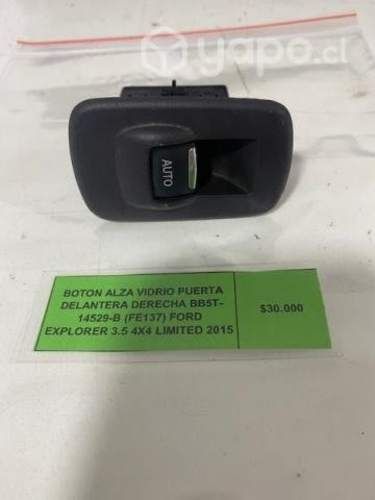 yapo.cl
AUTO
BOTON ALZA VIDRIO PUERTA
DELANTERA DERECHA BB5T-
14529-B (FE137) FORD
EXPLORER 3.5 4X4 LIMITED 2015
$30.000